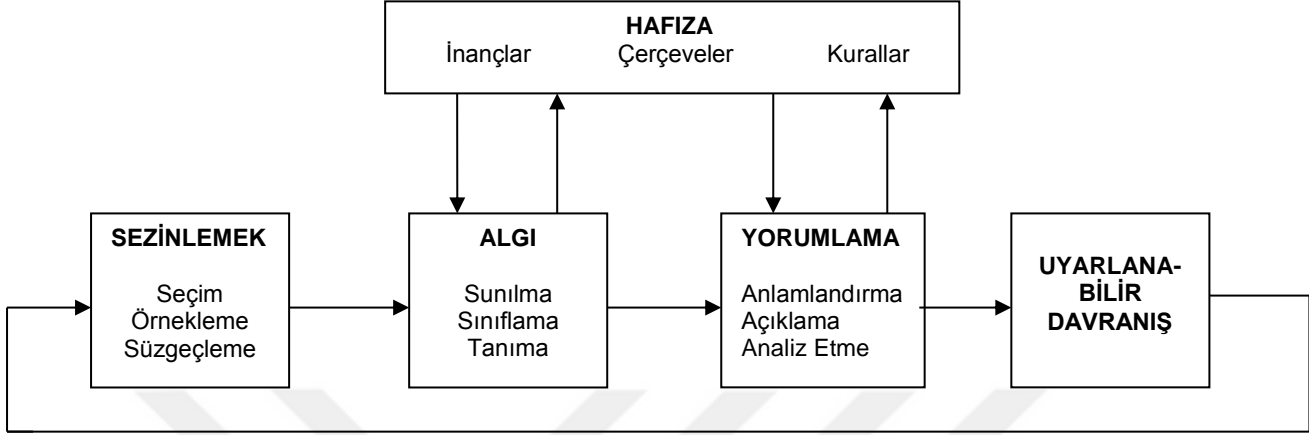 HAFIZA
İnançlar Çerçeveler Kurallar
SEZİNLEMEK
Seçim
Örnekleme
Süzgeçleme
ALGI
Sunılma
Sınıflama
Tanıma
YORUMLAMA
Anlamlandırma
Açıklama
Analiz Etme
UYARLANA-
BİLİR
DAVRANIŞ